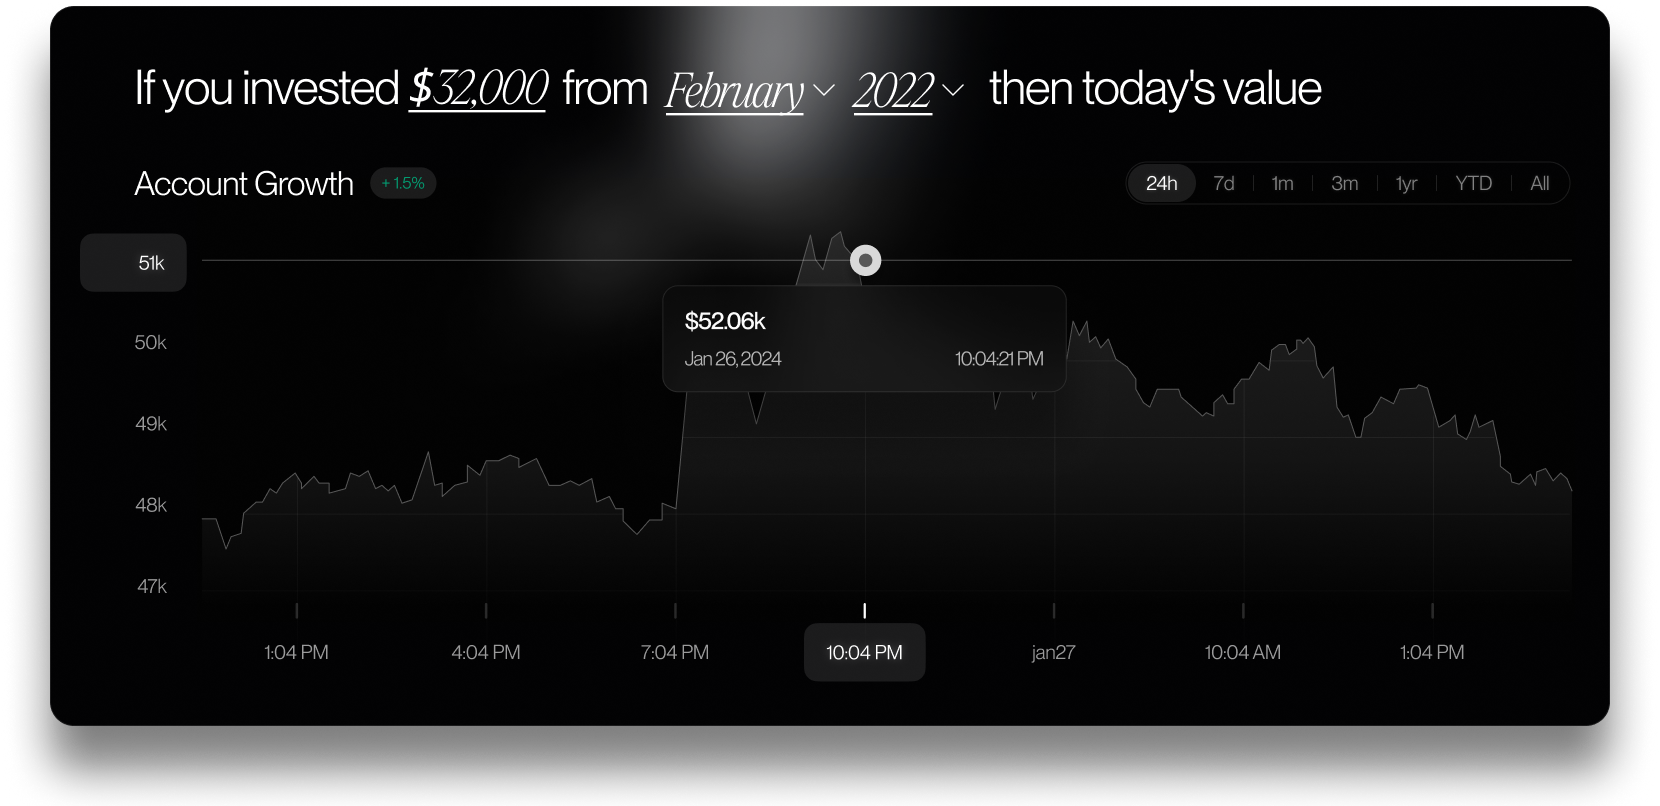 If you invested $32,000 from February 2022 then today's value
Account Growth +1.5%
24h 7d 1m 3m 1yr YTD All
51k
$52.06k
50k
Jan 26, 2024 10:04:21 PM
49k
48k
47k
1:04 PM 4:04 PM 7:04 PM 10:04 PM jan27 10:04 AM 1:04 PM